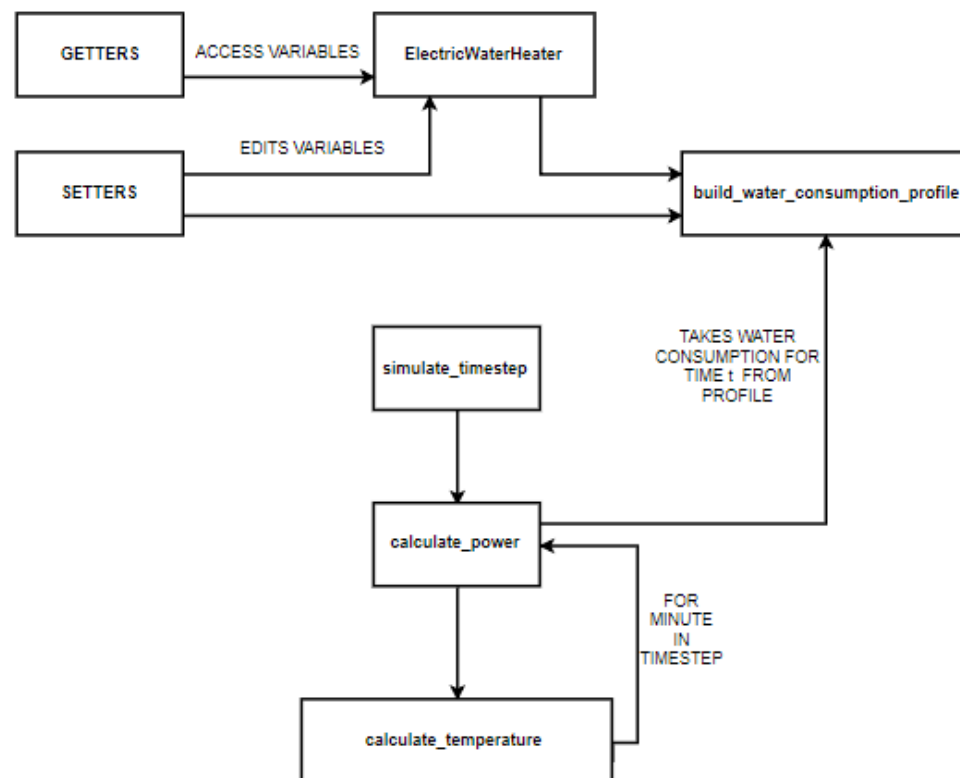 GETTERS
ACCESS VARIABLES
ElectricWaterHeater
EDITS VARIABLES
SETTERS
build_water_consumption_profile
simulate_timestep
TAKES WATER
CONSUMPTION FOR
TIME t FROM
PROFILE
calculate_power
FOR
MINUTE
IN
TIMESTEP
calculate_temperature